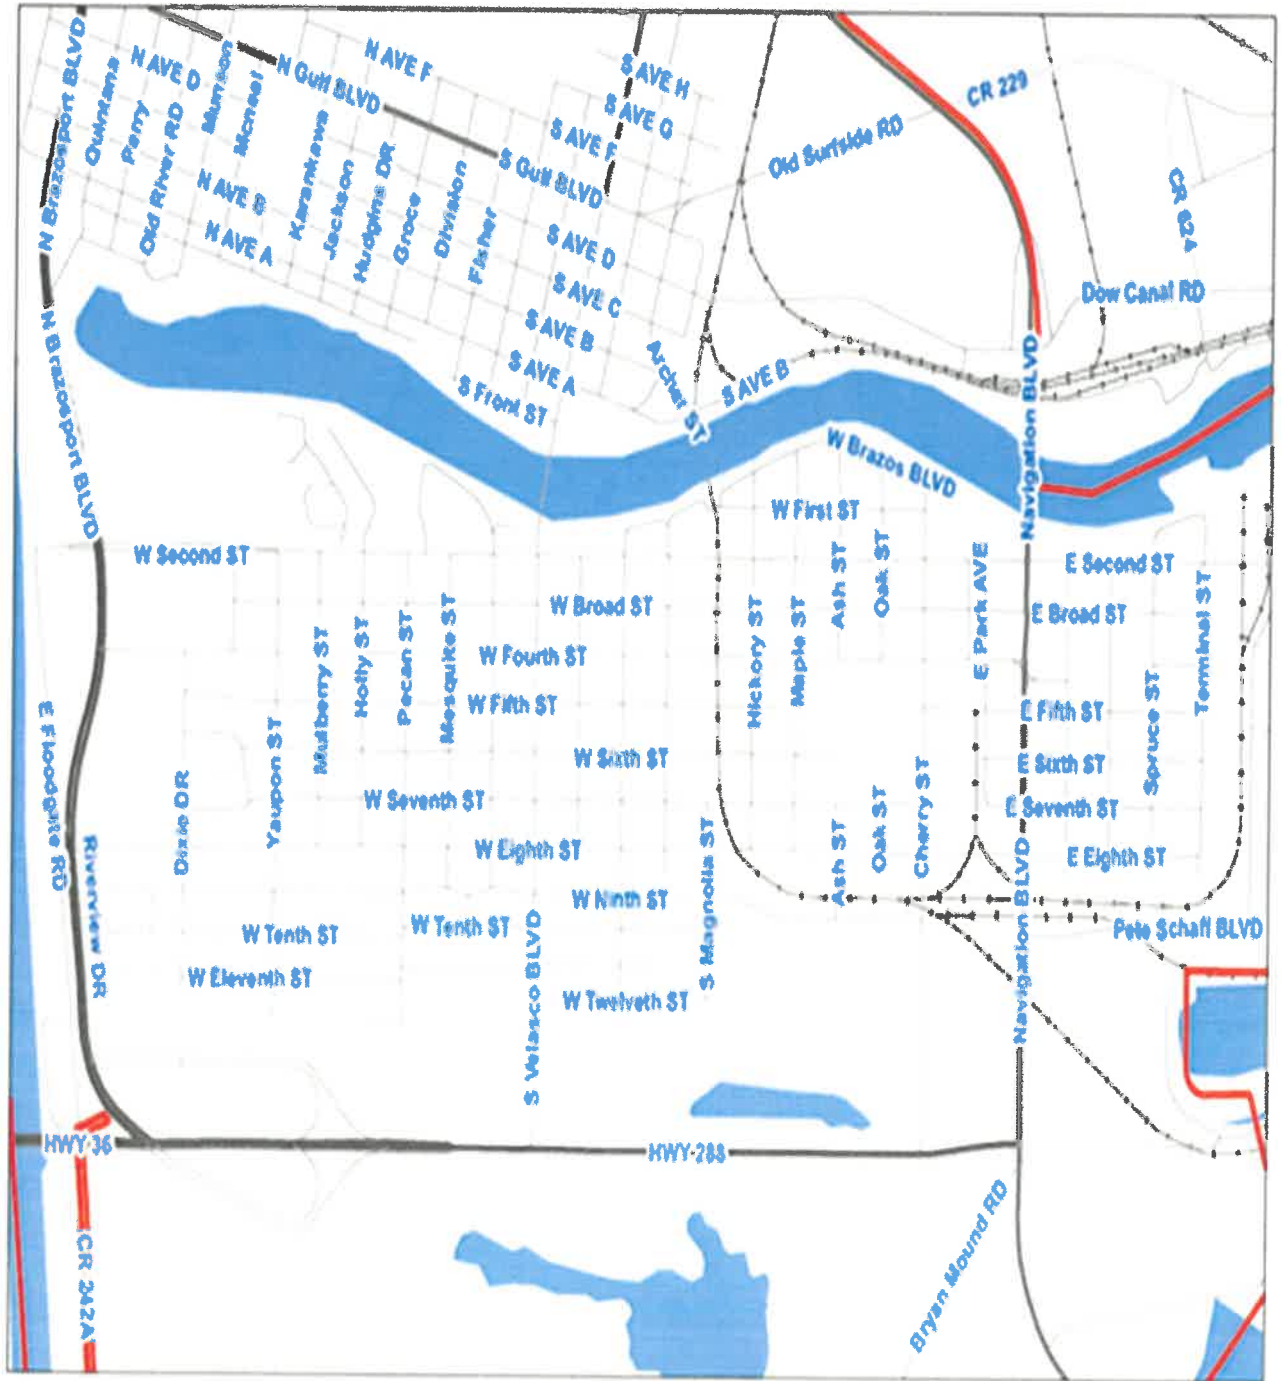 N Brazosport BLVD
Quintana
Perry
N AVE D
Old River RD
Munson
Mcneel
N Gulf BLVD
N AVE F
N AVE B
N AVE A
Karankawa
Jackson
Hudgins DR
Groce
Division
Fisher
S AVE H
S AVE G
S AVE F
S Gulf BLVD
S AVE D
S AVE C
S AVE B
S AVE A
S Front ST
Archer ST
S AVE B
Old Surfside RD
CR 229
CR 624
Dow Canal RD
N Brazosport BLVD
Navigation BLVD
W Brazos BLVD
W First ST
W Second ST
E Second ST
W Broad ST
E Broad ST
W Fourth ST
W Fifth ST
E Fifth ST
W Sixth ST
E Sixth ST
W Seventh ST
E Seventh ST
W Eighth ST
E Eighth ST
W Ninth ST
W Tenth ST
W Tenth ST
W Eleventh ST
W Twelveth ST
E Floodgate RD
Riverview DR
Dixie DR
Yaupon ST
Mulberry ST
Holly ST
Pecan ST
Mesquite ST
S Velasco BLVD
S Magnolia ST
Hickory ST
Maple ST
Ash ST
Oak ST
Ash ST
Oak ST
Cherry ST
E Park AVE
Navigation BLVD
Spruce ST
Terminal ST
Pete Schaff BLVD
HWY 36
HWY 288
CR 242A
Bryan Mound RD